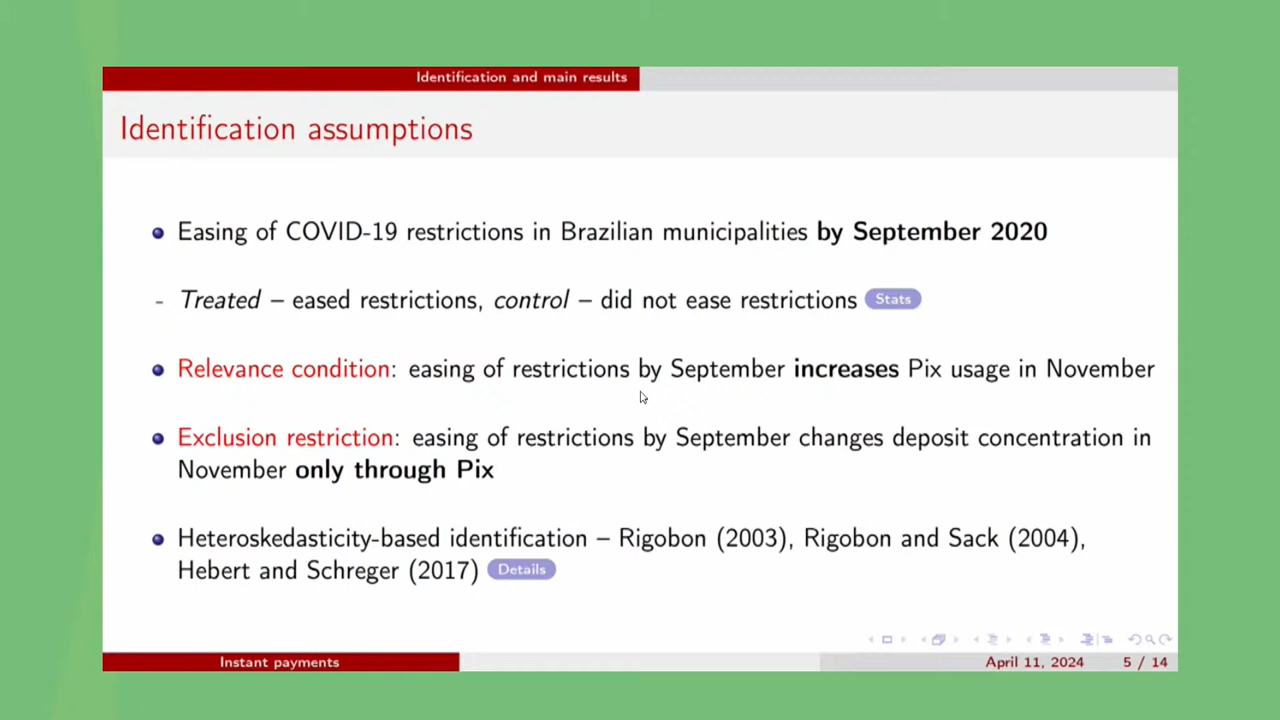 Identification and main results
Identification assumptions
Easing of COVID-19 restrictions in Brazilian municipalities by September 2020
- Treated – eased restrictions, control – did not ease restrictions Stats
Relevance condition: easing of restrictions by September increases Pix usage in November
Exclusion restriction: easing of restrictions by September changes deposit concentration in
November only through Pix
Heteroskedasticity-based identification – Rigobon (2003), Rigobon and Sack (2004),
Hebert and Schreger (2017) Details
Instant payments
April 11, 2024
5 / 14